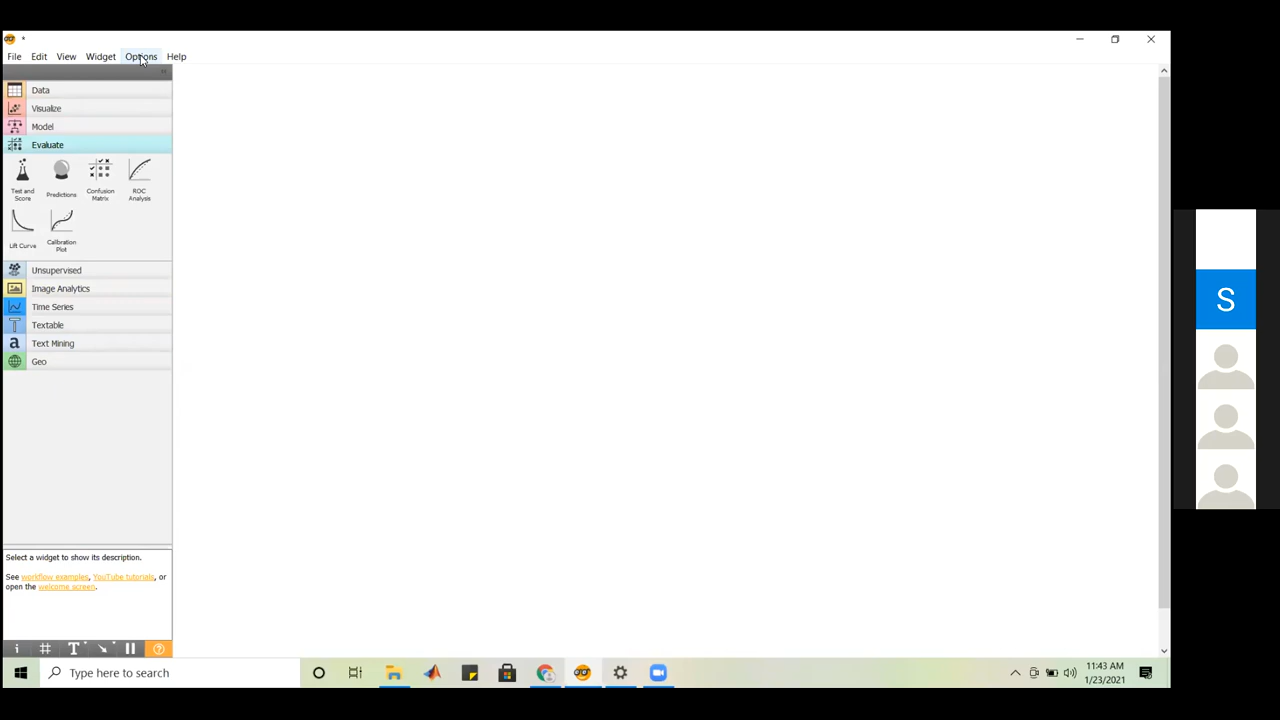 *
File Edit View Widget Options Help
Data
Visualize
Model
Evaluate
Test and Score
Predictions
Confusion Matrix
ROC Analysis
Lift Curve
Calibration Plot
Unsupervised
Image Analytics
Time Series
Textable
a Text Mining
Geo
Select a widget to show its description.
See workflow examples, YouTube tutorials, or
open the welcome screen.
i T ?
Type here to search
11:43 AM
1/23/2021
S